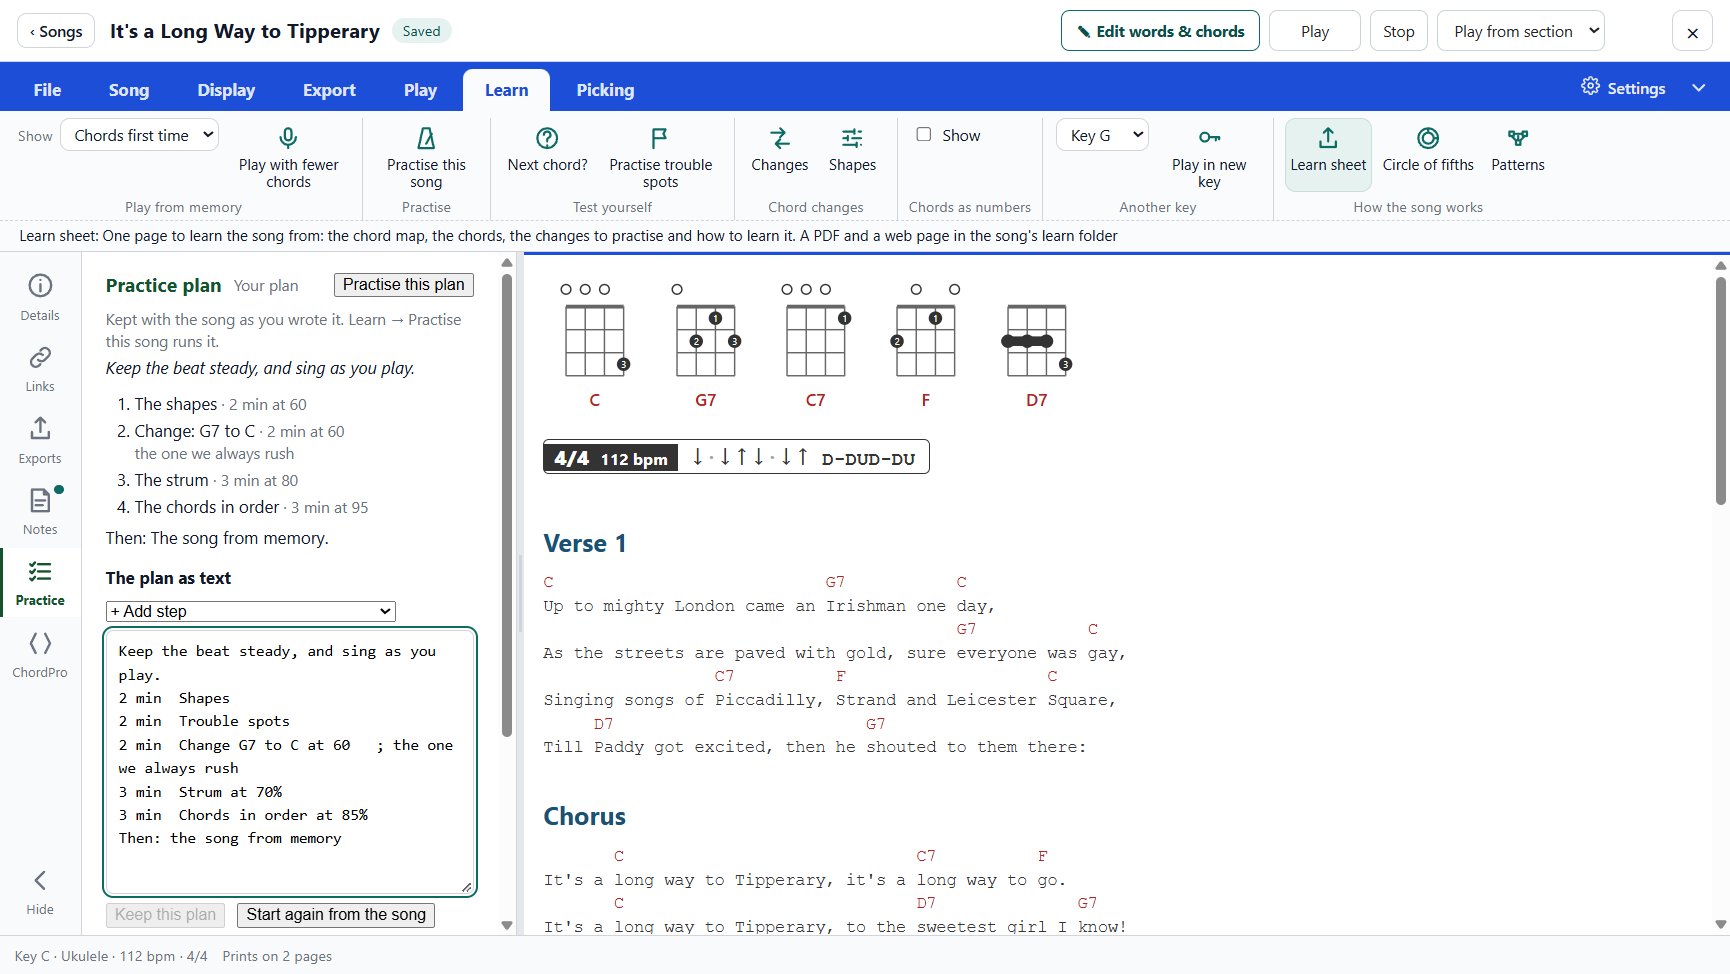 ‹ Songs
It's a Long Way to Tipperary
Saved
Edit words & chords
Play
Stop
Play from section
×
File
Song
Display
Export
Play
Learn
Picking
Settings
Show
Chords first time
Play with fewer
chords
Play from memory
Practise this
song
Practise
Next chord?
Practise trouble
spots
Test yourself
Changes
Shapes
Chord changes
Show
Chords as numbers
Key G
Play in new
key
Another key
Learn sheet
Circle of fifths
Patterns
How the song works
Learn sheet: One page to learn the song from: the chord map, the chords, the changes to practise and how to learn it. A PDF and a web page in the song's learn folder
Details
Links
Exports
Notes
Practice
ChordPro
Hide
Practice plan
Your plan
Practise this plan
Kept with the song as you wrote it. Learn → Practise
this song runs it.
Keep the beat steady, and sing as you play.
1. The shapes · 2 min at 60
2. Change: G7 to C · 2 min at 60
the one we always rush
3. The strum · 3 min at 80
4. The chords in order · 3 min at 95
Then: The song from memory.
The plan as text
+ Add step
Keep the beat steady, and sing as you
play.
2 min  Shapes
2 min  Trouble spots
2 min  Change G7 to C at 60   ; the one
we always rush
3 min  Strum at 70%
3 min  Chords in order at 85%
Then: the song from memory
Keep this plan
Start again from the song
3
1
2 3
1
1
2
3
C G7 C7 F D7
4/4 112 bpm ↓·↓↑↓·↓↑ D-DUD-DU
Verse 1
C G7 C
Up to mighty London came an Irishman one day,
G7 C
As the streets are paved with gold, sure everyone was gay,
C7 F C
Singing songs of Piccadilly, Strand and Leicester Square,
D7 G7
Till Paddy got excited, then he shouted to them there:
Chorus
C C7 F
It's a long way to Tipperary, it's a long way to go.
C D7 G7
It's a long way to Tipperary, to the sweetest girl I know!
Key C · Ukulele · 112 bpm · 4/4
Prints on 2 pages